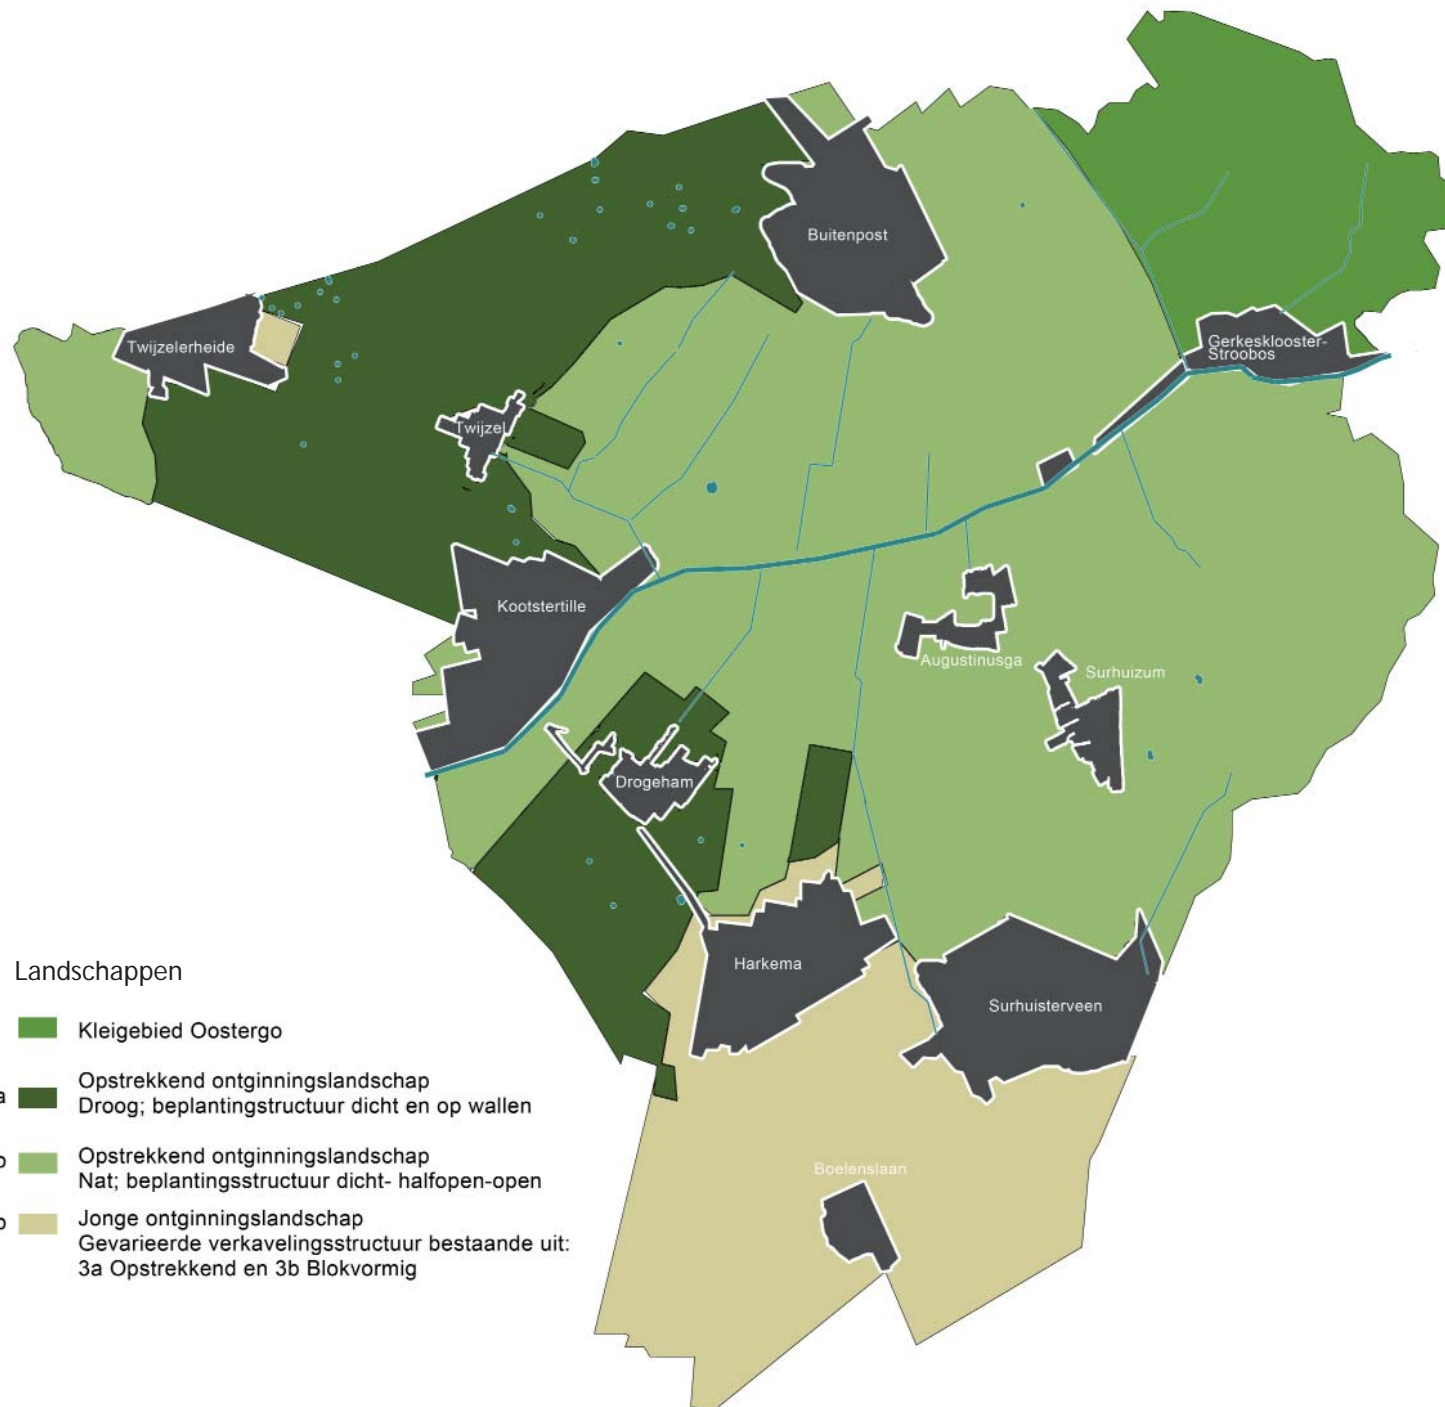 Buitenpost
Twijzelerheide
Gerkesklooster-
Stroobos
Twijzel
Kootstertille
Augustinusga
Surhuizum
Drogeham
Harkema
Surhuisterveen
Boelenslaan
Landschappen
Kleigebied Oostergo
a
Opstrekkend ontginningslandschap
Droog; beplantingstructuur dicht en op wallen
Opstrekkend ontginningslandschap
Nat; beplantingsstructuur dicht- halfopen-open
Jonge ontginningslandschap
Gevarieerde verkavelingsstructuur bestaande uit:
3a Opstrekkend en 3b Blokvormig